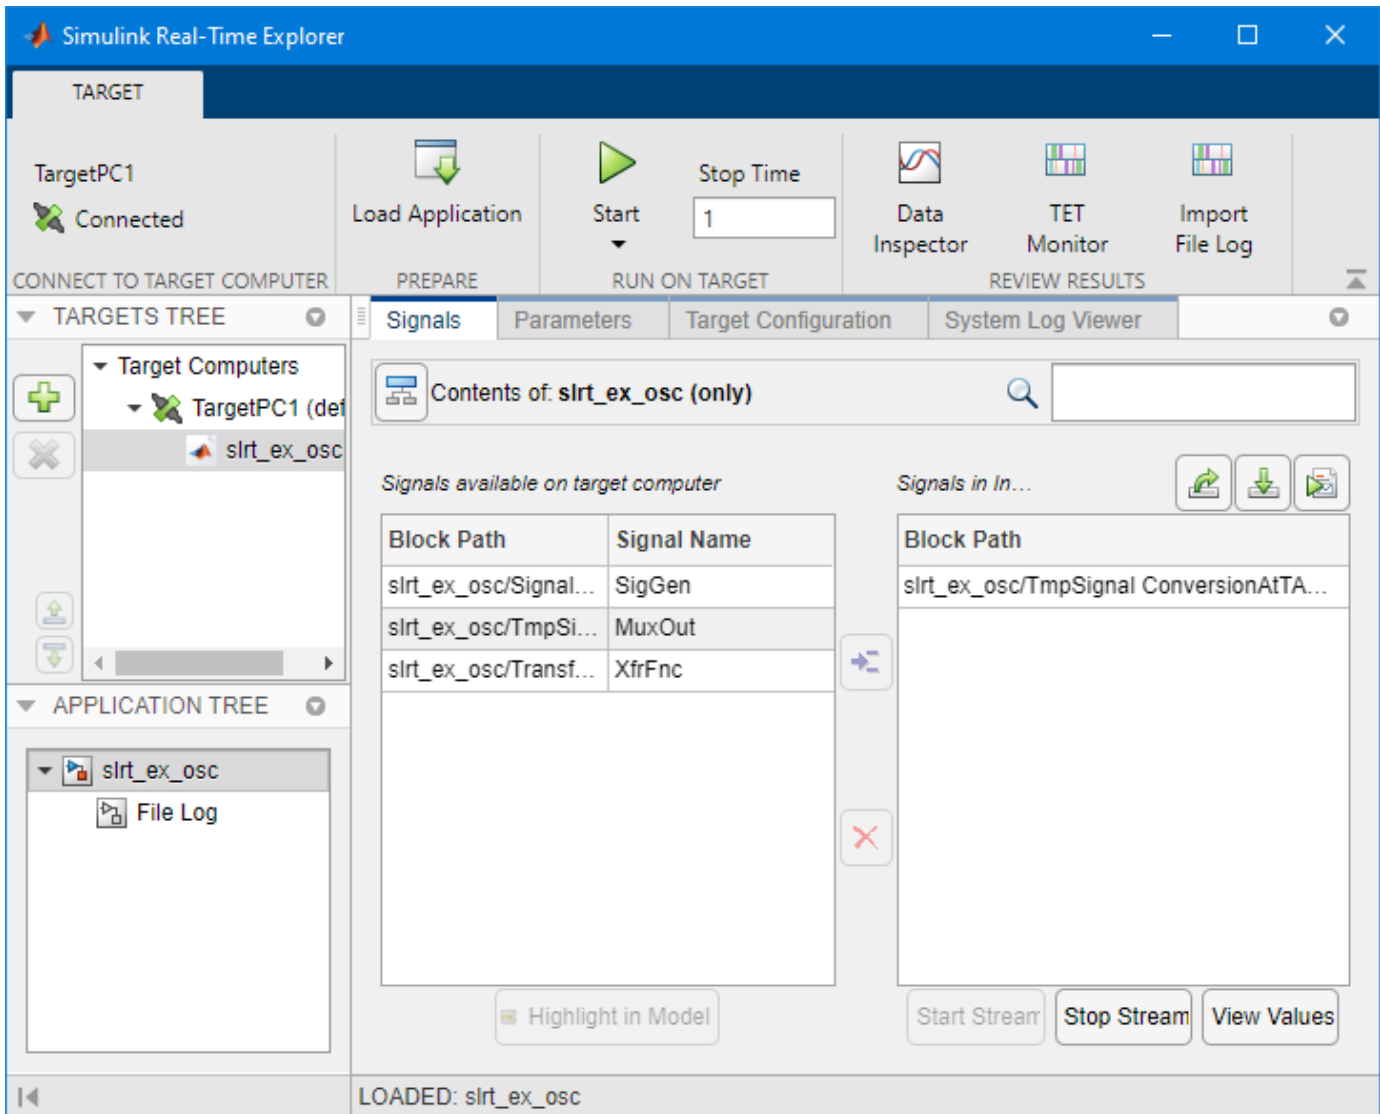 Simulink Real-Time Explorer
TARGET
TargetPC1
Connected
CONNECT TO TARGET COMPUTER
Load Application
PREPARE
Start
Stop Time
1
RUN ON TARGET
Data
Inspector
TET
Monitor
Import
File Log
REVIEW RESULTS
TARGETS TREE
Target Computers
TargetPC1 (def
slrt_ex_osc
APPLICATION TREE
slrt_ex_osc
File Log
Signals
Parameters
Target Configuration
System Log Viewer
Contents of: slrt_ex_osc (only)
Signals available on target computer
Block Path Signal Name
slrt_ex_osc/Signal... SigGen
slrt_ex_osc/TmpSi... MuxOut
slrt_ex_osc/Transf... XfrFnc
Highlight in Model
Signals in In...
Block Path
slrt_ex_osc/TmpSignal ConversionAtTA...
Start Stream
Stop Stream
View Values
LOADED: slrt_ex_osc